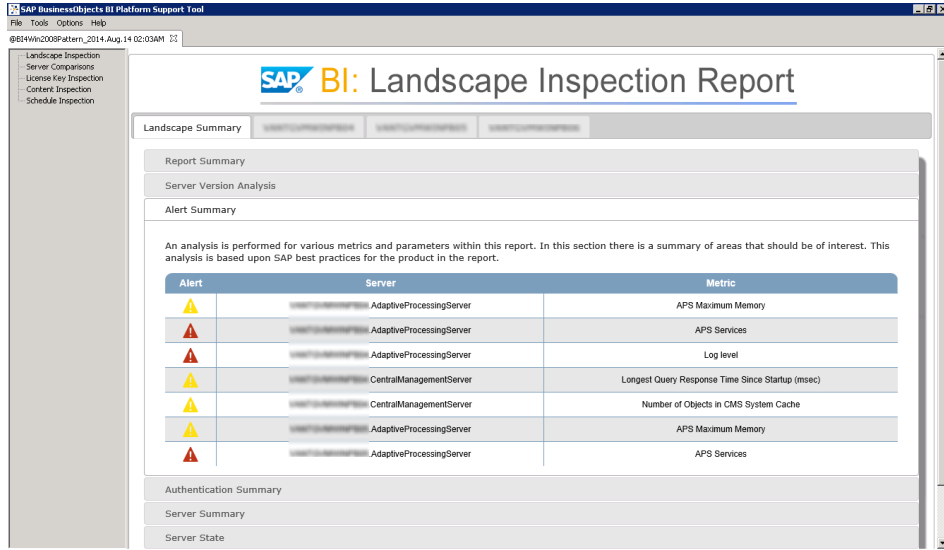 SAP BusinessObjects BI Platform Support Tool
File Tools Options Help
@BI4Win2008Pattern_2014.Aug.14 02:03AM
Landscape Inspection
Server Comparisons
License Key Inspection
Content Inspection
Schedule Inspection
SAP BI: Landscape Inspection Report
Landscape Summary
Report Summary
Server Version Analysis
Alert Summary
An analysis is performed for various metrics and parameters within this report. In this section there is a summary of areas that should be of interest. This
analysis is based upon SAP best practices for the product in the report.
Alert Server Metric
.AdaptiveProcessingServer APS Maximum Memory
.AdaptiveProcessingServer APS Services
.AdaptiveProcessingServer Log level
CentralManagementServer Longest Query Response Time Since Startup (msec)
CentralManagementServer Number of Objects in CMS System Cache
.AdaptiveProcessingServer APS Maximum Memory
.AdaptiveProcessingServer APS Services
Authentication Summary
Server Summary
Server State